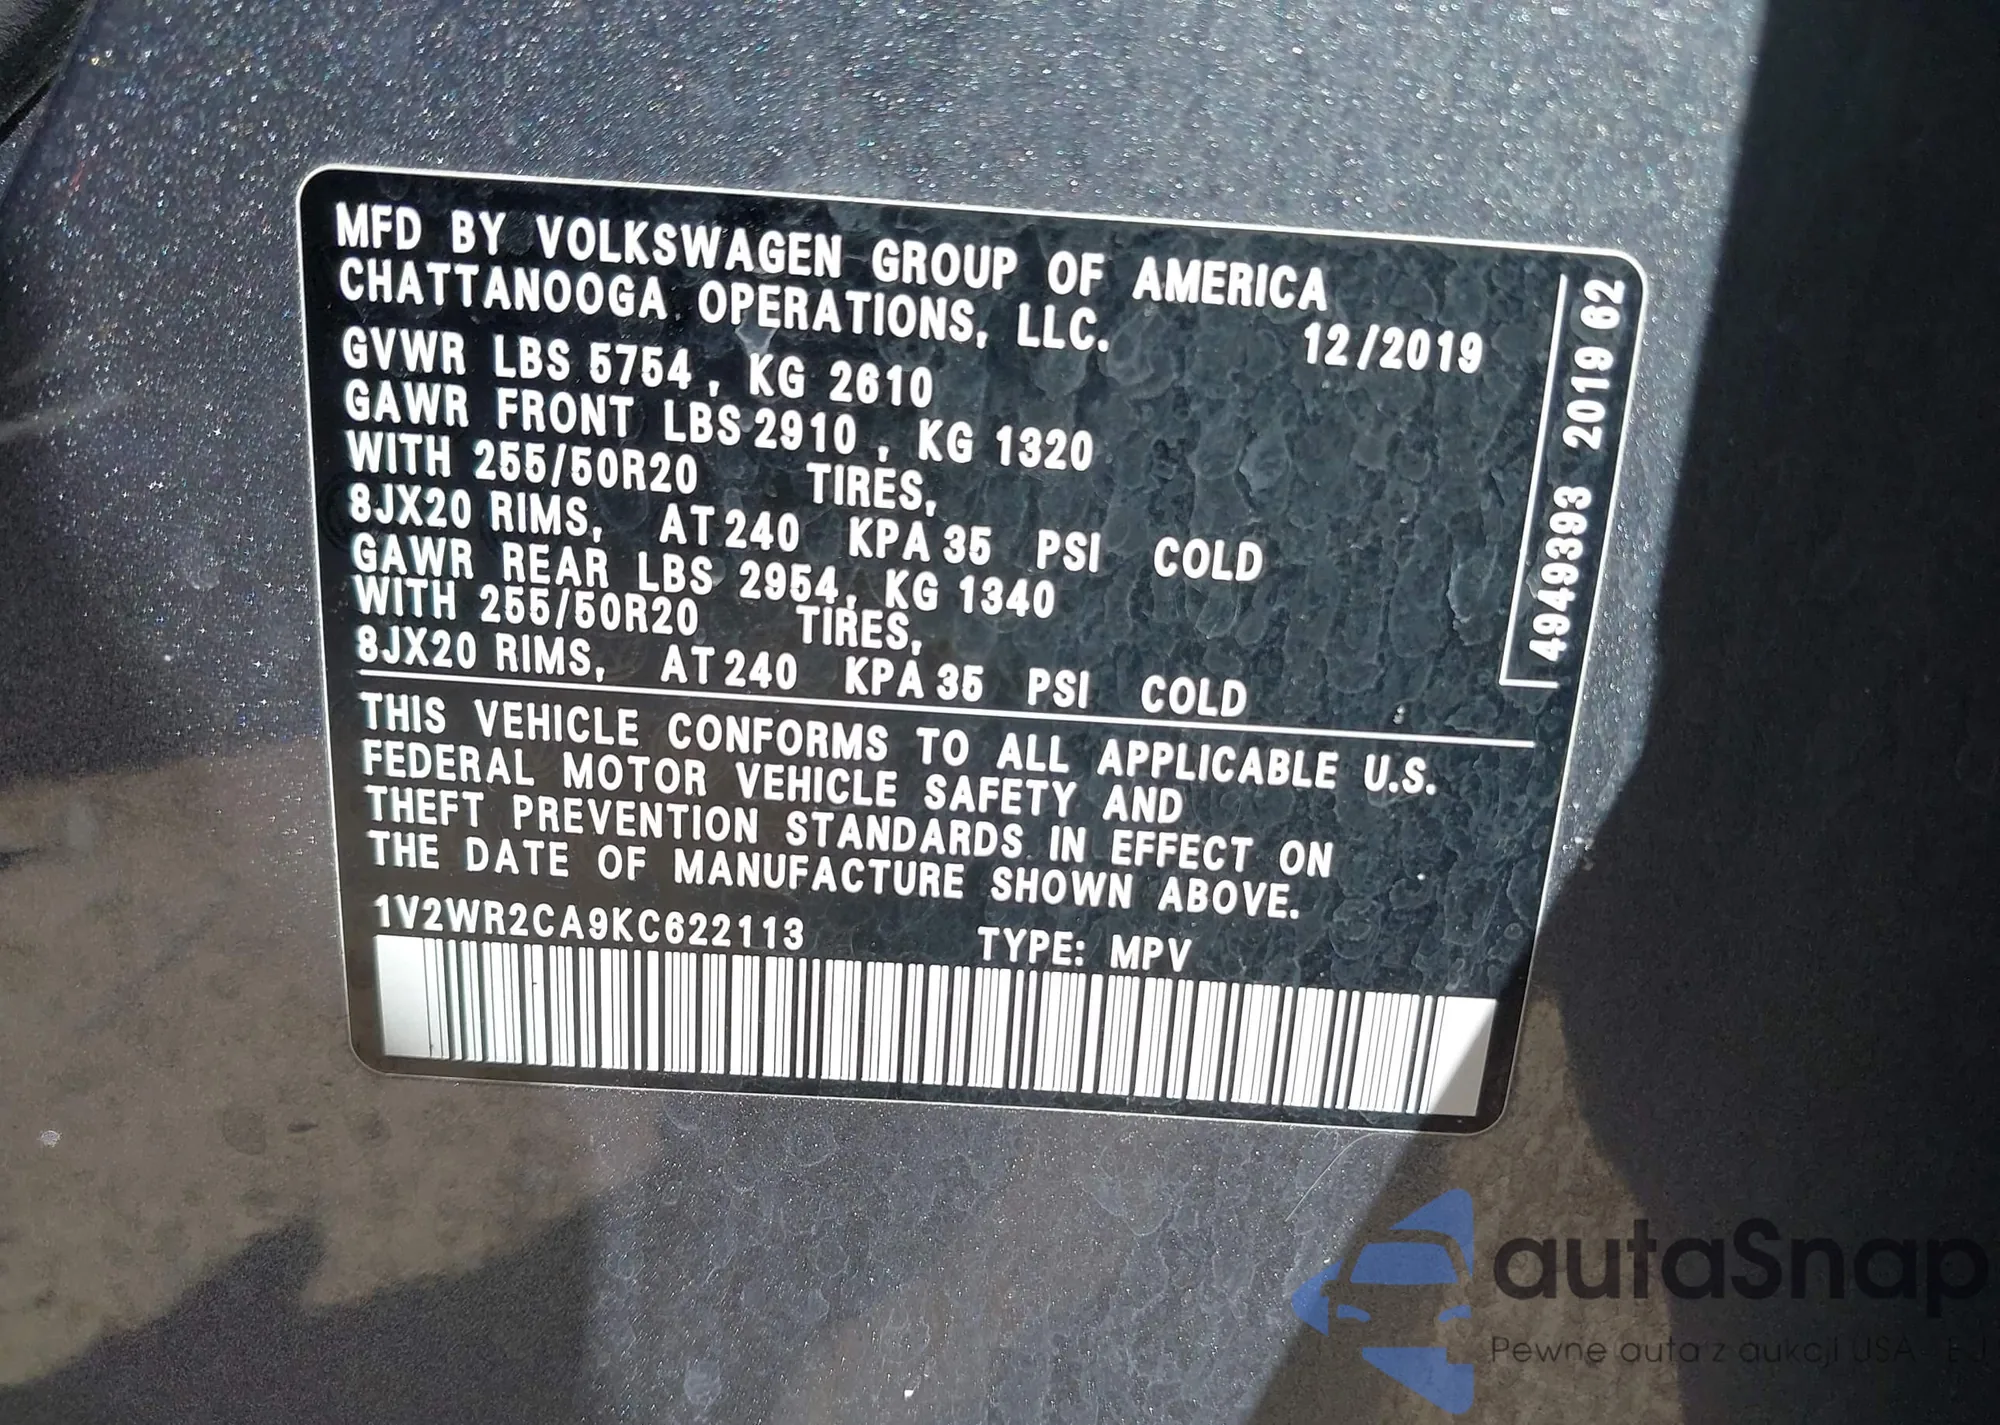 MFD BY VOLKSWAGEN GROUP OF AMERICA
CHATTANOOGA OPERATIONS, LLC.
12/2019
GVWR LBS 5754, KG 2610
GAWR FRONT LBS 2910, KG 1320
WITH 255/50R20 TIRES,
8JX20 RIMS, AT 240 KPA 35 PSI COLD
GAWR REAR LBS 2954, KG 1340
WITH 255/50R20 TIRES,
8JX20 RIMS, AT 240 KPA 35 PSI COLD
THIS VEHICLE CONFORMS TO ALL APPLICABLE U.S.
FEDERAL MOTOR VEHICLE SAFETY AND
THEFT PREVENTION STANDARDS IN EFFECT ON
THE DATE OF MANUFACTURE SHOWN ABOVE.
1V2WR2CA9KC622113 TYPE: MPV
4949393 2019 62
autaSnap
Pewne auta z aukcji USA - EU